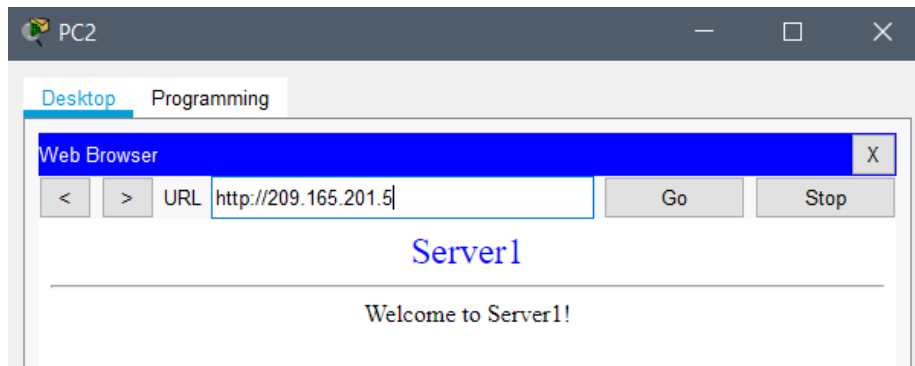 PC2
Desktop Programming
Web Browser X
< > URL http://209.165.201.5 Go Stop
Server1
Welcome to Server1!